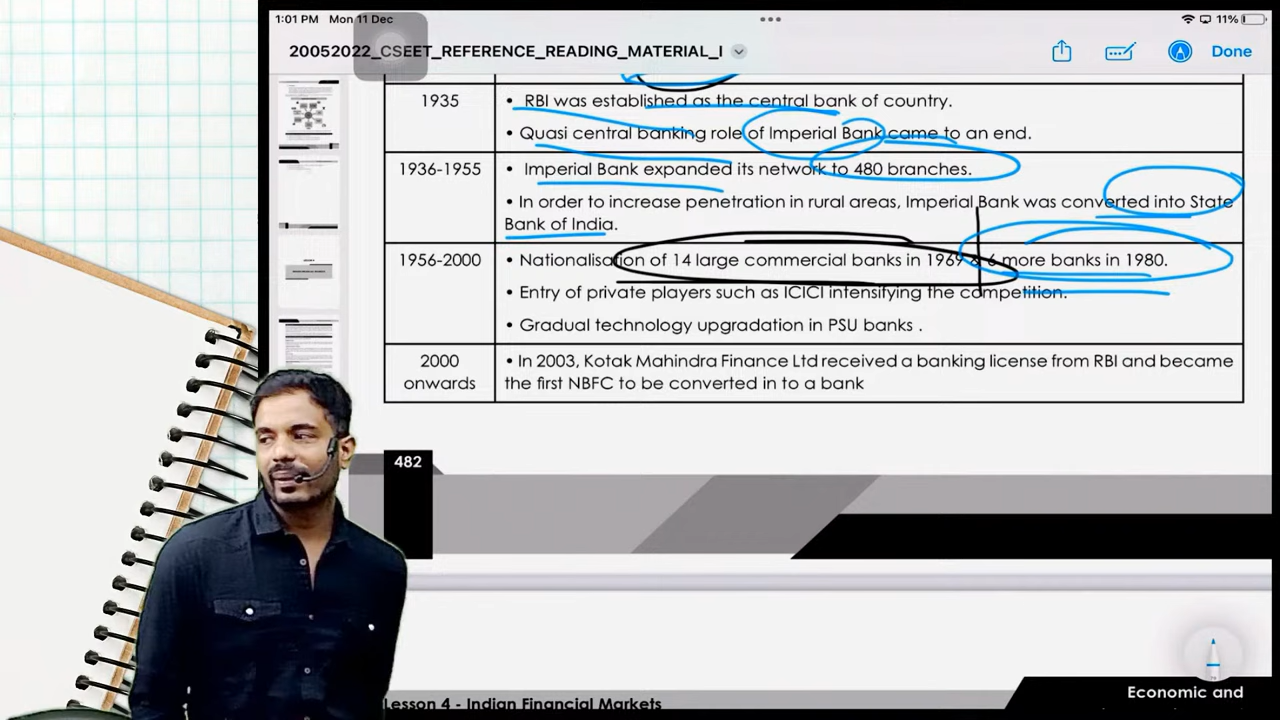 1:01 PM Mon 11 Dec
11%
20052022_CSEET_REFERENCE_READING_MATERIAL_I
Done
1935
• RBI was established as the central bank of country.
• Quasi central banking role of Imperial Bank came to an end.
1936-1955
• Imperial Bank expanded its network to 480 branches.
• In order to increase penetration in rural areas, Imperial Bank was converted into State
Bank of India.
1956-2000
• Nationalisation of 14 large commercial banks in 1969 & 6 more banks in 1980.
• Entry of private players such as ICICI intensifying the competition.
• Gradual technology upgradation in PSU banks .
2000
onwards
• In 2003, Kotak Mahindra Finance Ltd received a banking license from RBI and became
the first NBFC to be converted in to a bank
482
Lesson 4 - Indian Financial Markets
Economic and